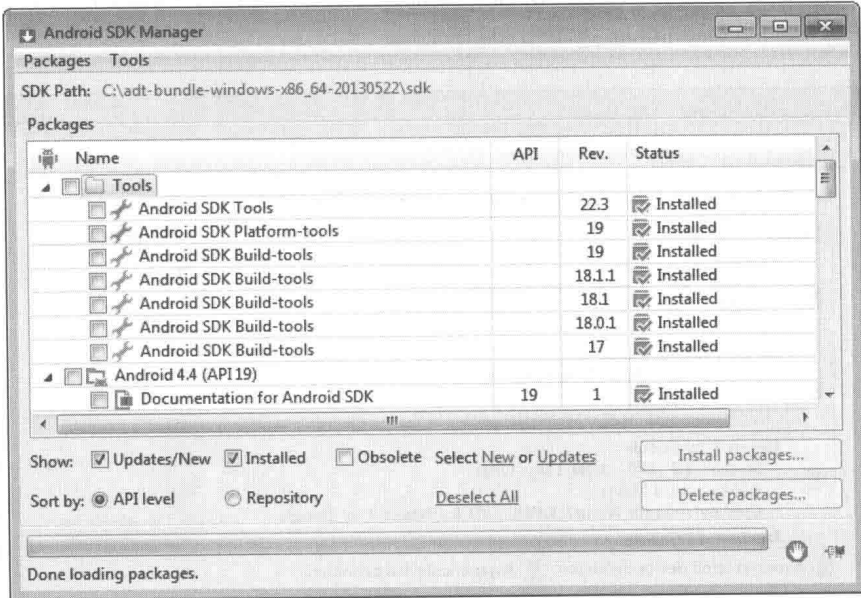 Android SDK Manager
Packages Tools
SDK Path: C:\adt-bundle-windows-x86_64-20130522\sdk
Packages
Name API Rev. Status
Tools
Android SDK Tools 22.3 Installed
Android SDK Platform-tools 19 Installed
Android SDK Build-tools 19 Installed
Android SDK Build-tools 18.1.1 Installed
Android SDK Build-tools 18.1 Installed
Android SDK Build-tools 18.0.1 Installed
Android SDK Build-tools 17 Installed
Android 4.4 (API 19)
Documentation for Android SDK 19 1 Installed
Show: Updates/New Installed Obsolete Select New or Updates Install packages...
Sort by: API level Repository Deselect All Delete packages...
Done loading packages.